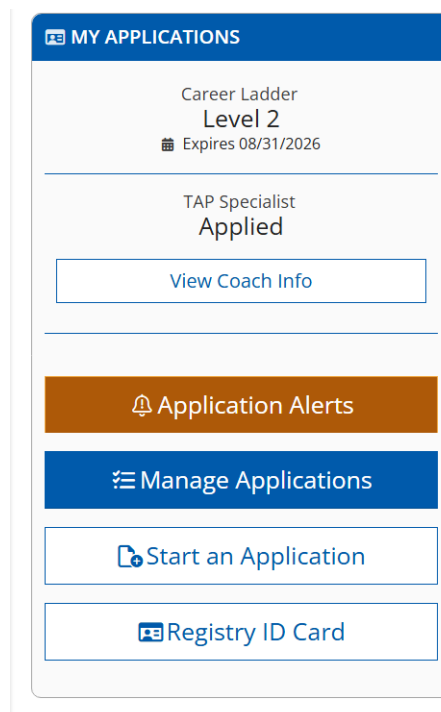 MY APPLICATIONS
Career Ladder
Level 2
Expires 08/31/2026
TAP Specialist
Applied
View Coach Info
Application Alerts
Manage Applications
Start an Application
Registry ID Card